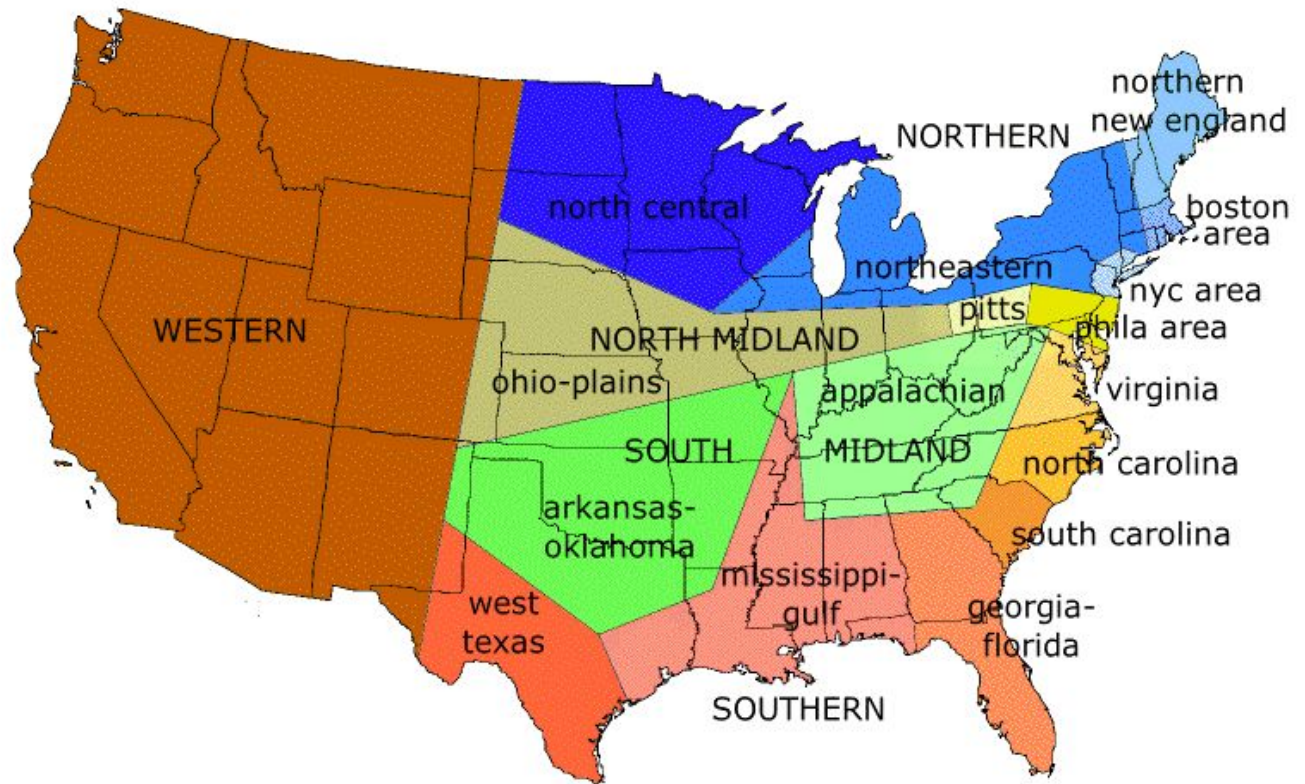 northern
new england
NORTHERN
boston
area
north central
northeastern
nyc area
pitts
phila area
WESTERN
NORTH MIDLAND
ohio-plains
appalachian
virginia
SOUTH
MIDLAND
north carolina
arkansas-
oklahoma
south carolina
mississippi-
gulf
west
texas
georgia-
florida
SOUTHERN